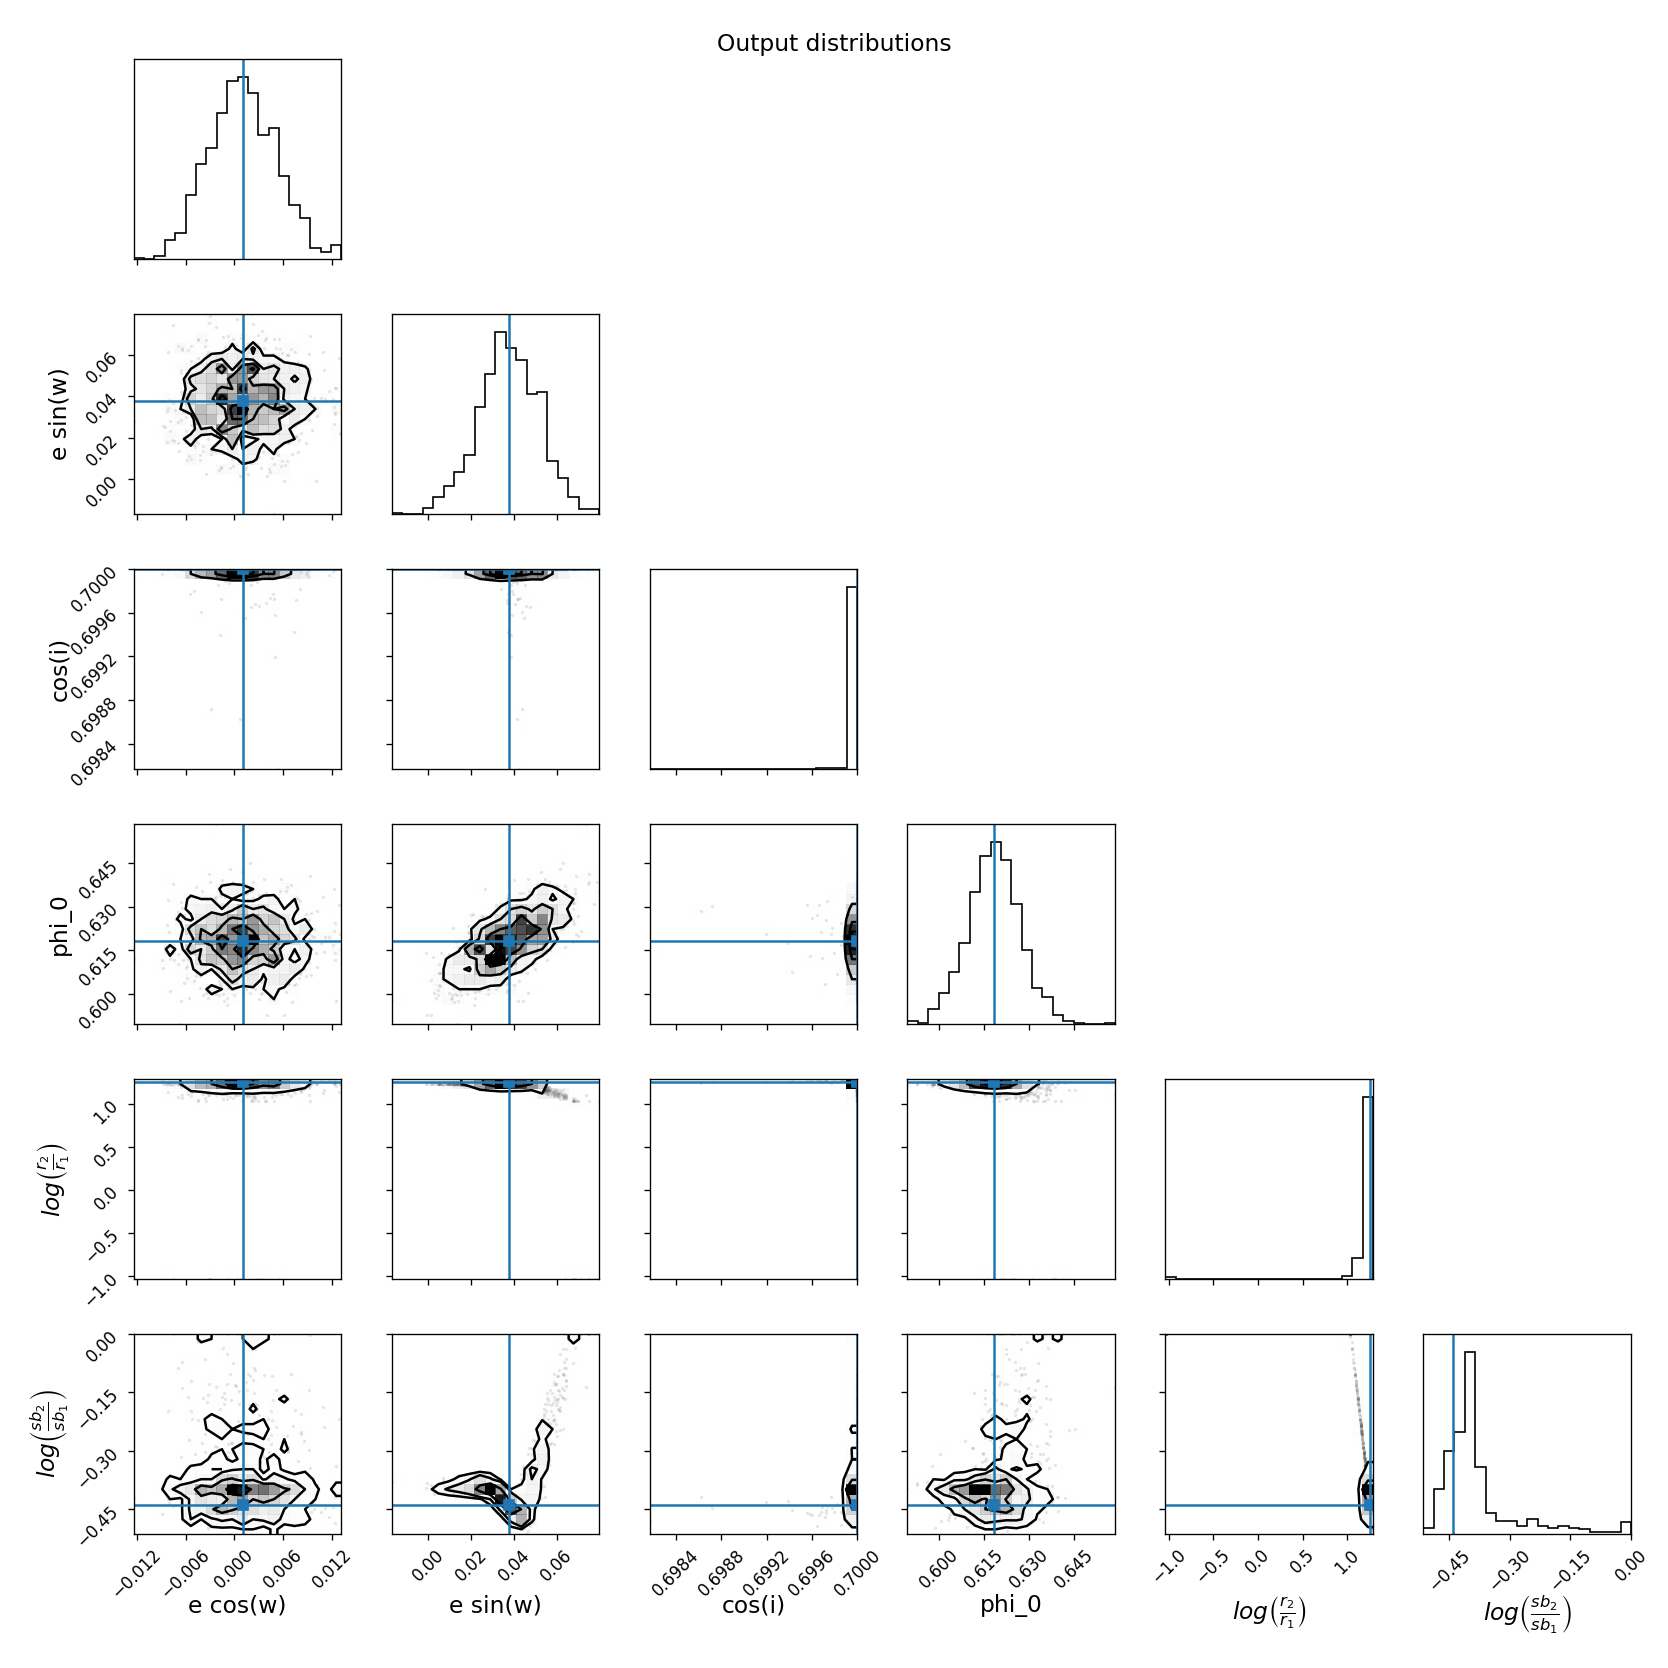 Output distributions
e sin(w)
0.06
0.04
0.02
0.00
cos(i)
0.7000
0.6996
0.6992
0.6988
0.6984
phi_0
0.645
0.630
0.615
0.600
log(r₂/r₁)
1.0
0.5
0.0
−0.5
−1.0
log(sb₂/sb₁)
0.00
−0.15
−0.30
−0.45
−0.012 −0.006 0.000 0.006 0.012
0.00 0.02 0.04 0.06
0.6984 0.6988 0.6992 0.6996 0.7000
0.600 0.615 0.630 0.645
−1.0 −0.5 0.0 0.5 1.0
−0.45 −0.30 −0.15 0.00
e cos(w) e sin(w) cos(i) phi_0 log(r₂/r₁) log(sb₂/sb₁)